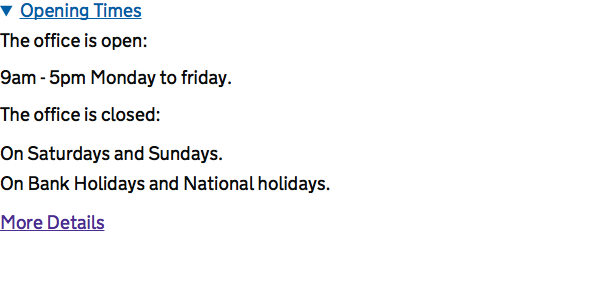 Opening Times
The office is open:
9am - 5pm Monday to friday.
The office is closed:
On Saturdays and Sundays.
On Bank Holidays and National holidays.
More Details